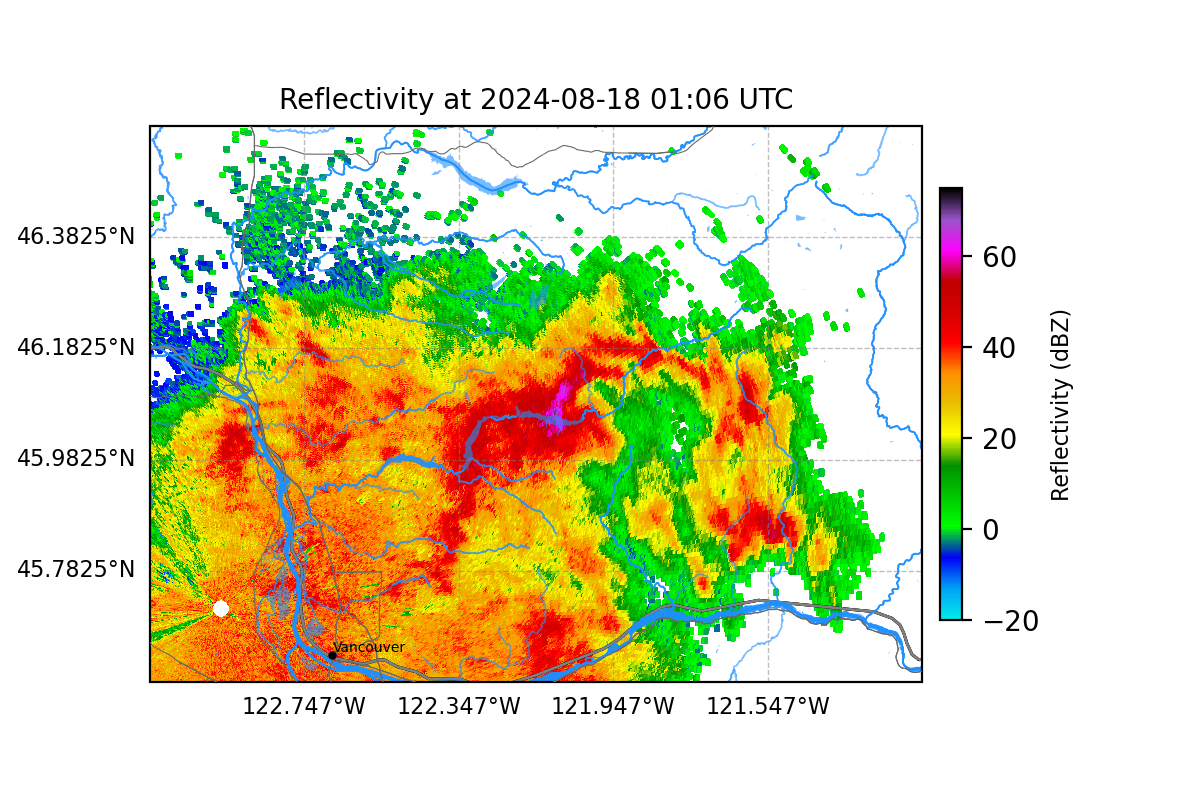 Reflectivity at 2024-08-18 01:06 UTC
46.3825°N
46.1825°N
45.9825°N
45.7825°N
Vancouver
122.747°W
122.347°W
121.947°W
121.547°W
60
40
20
0
−20
Reflectivity (dBZ)